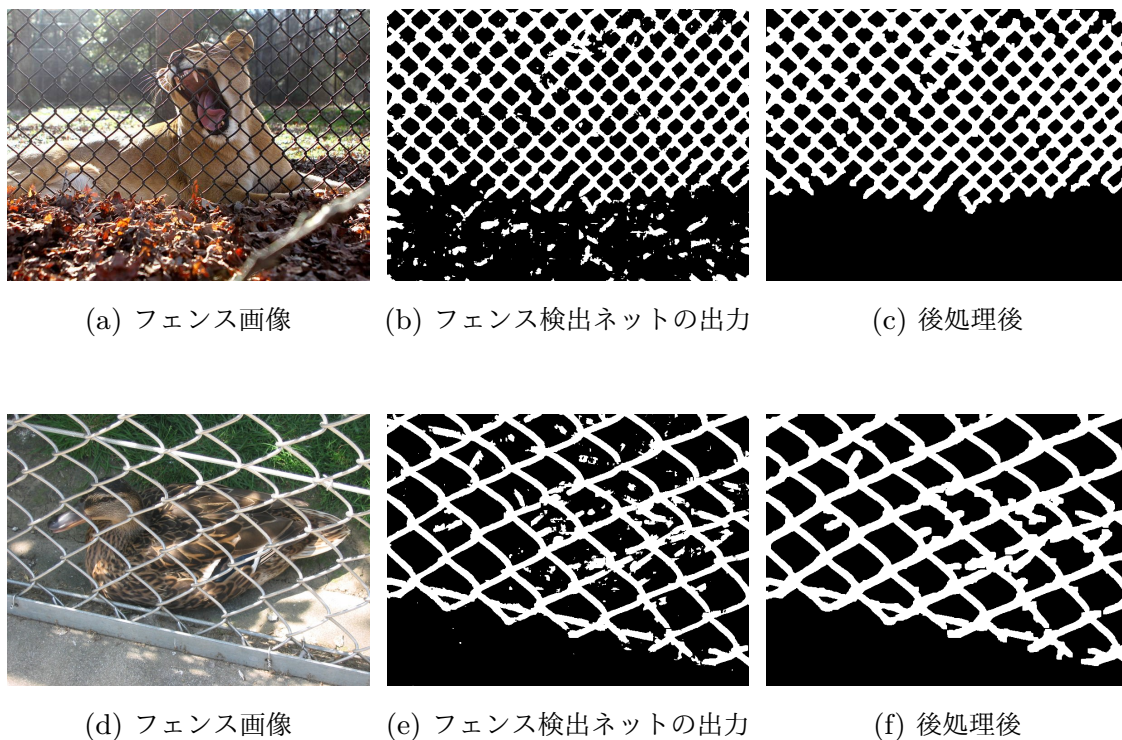 (a) フェンス画像
(b) フェンス検出ネットの出力
(c) 後処理後
(d) フェンス画像
(e) フェンス検出ネットの出力
(f) 後処理後